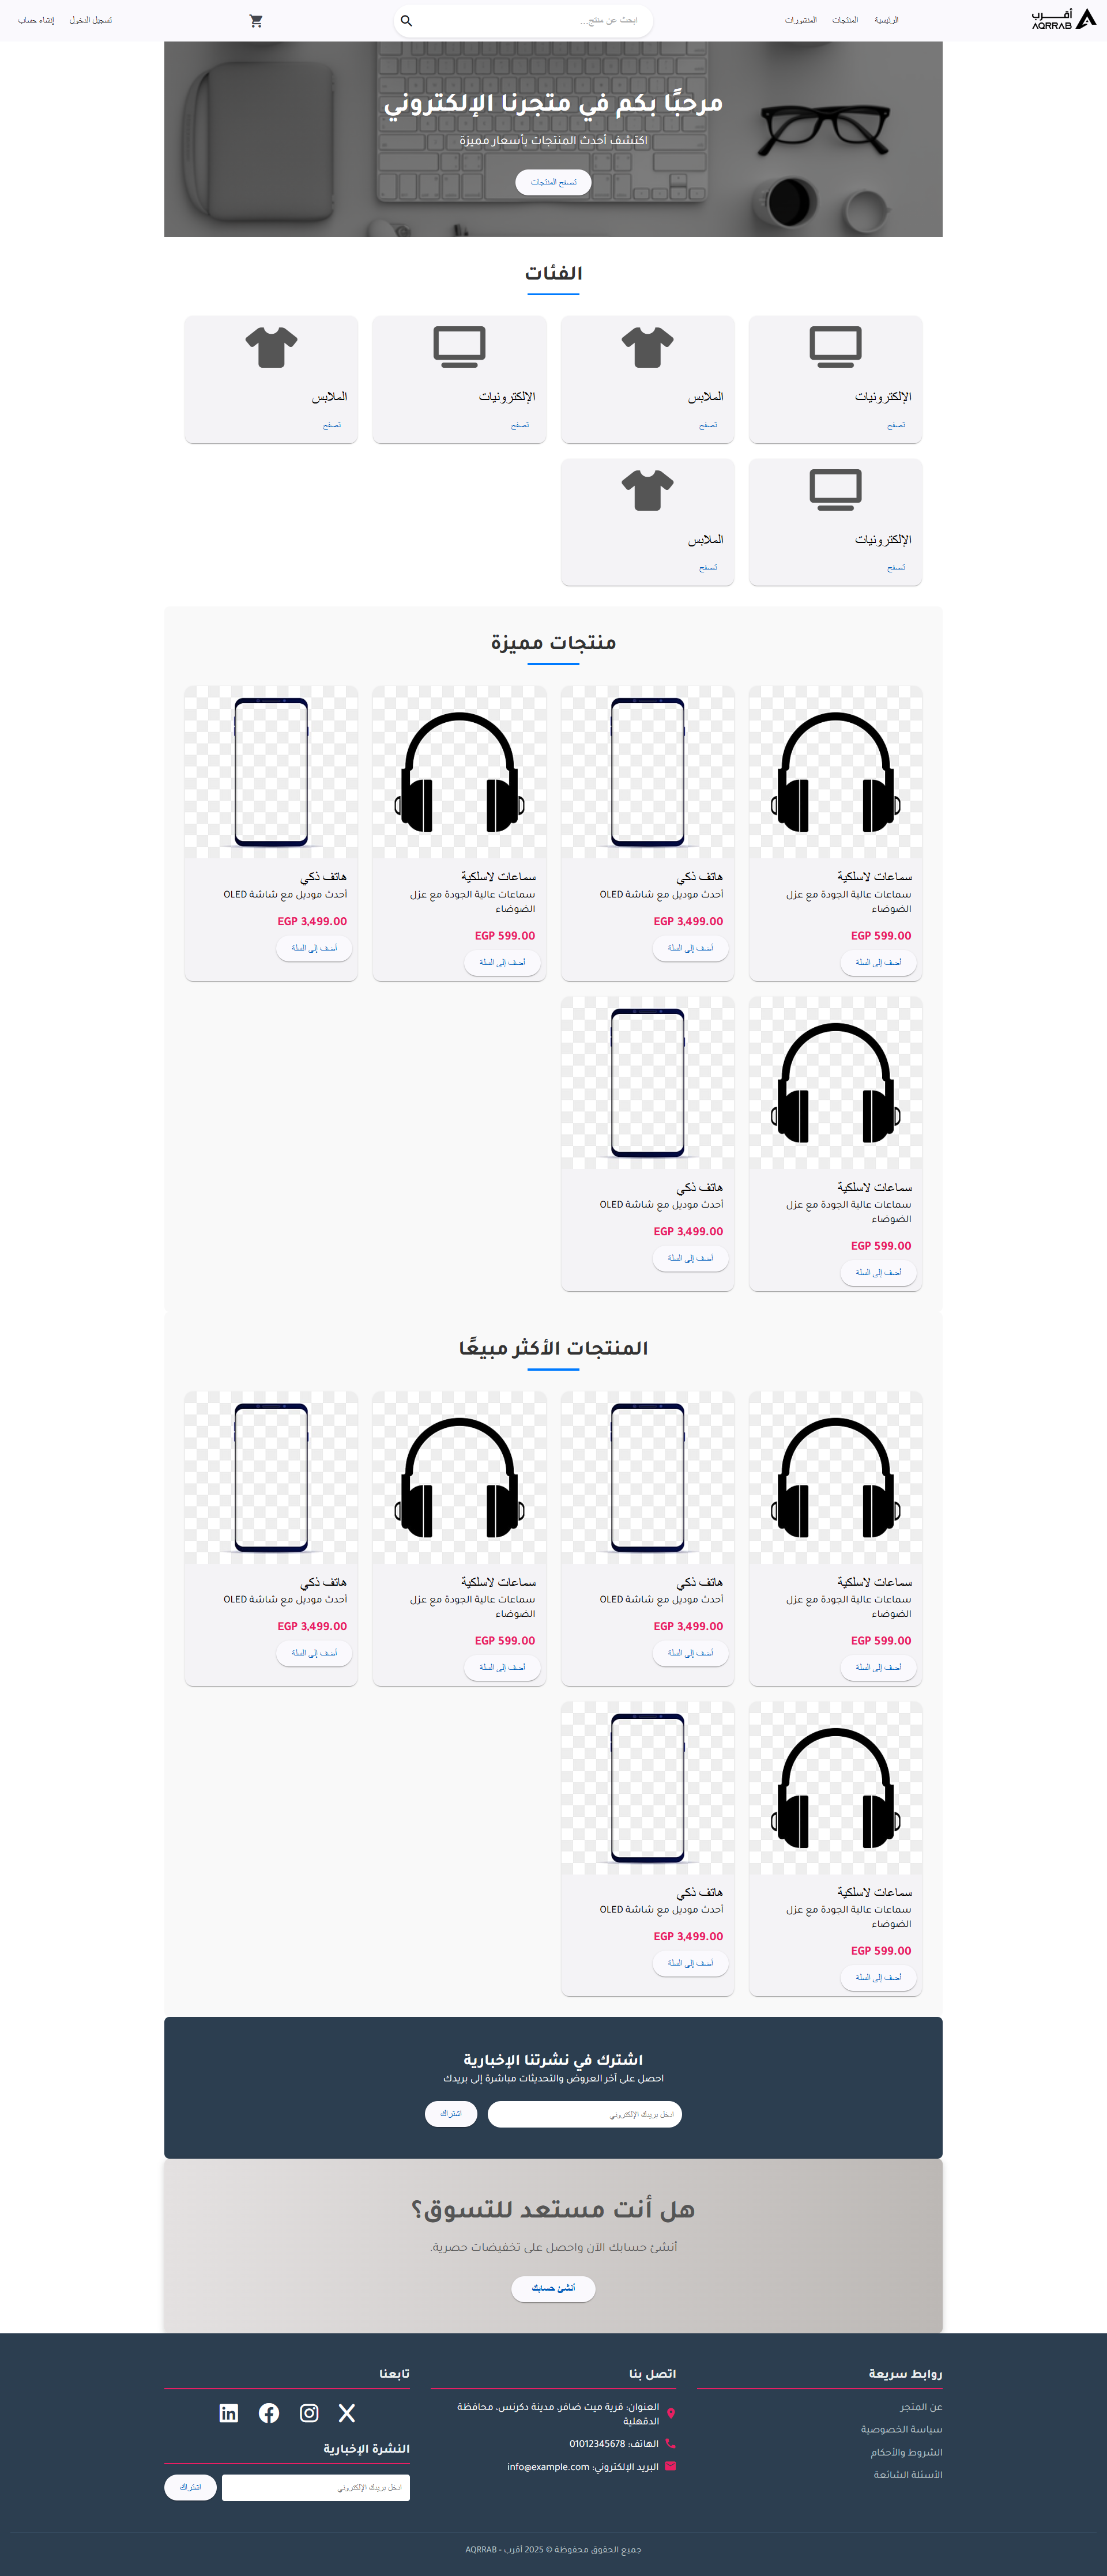 أقـــرب
AQRRAB
الرئيسية
المنتجات
المنشورات
ابحث عن منتج...
تسجيل الدخول
إنشاء حساب
مرحبًا بكم في متجرنا الإلكتروني
اكتشف أحدث المنتجات بأسعار مميزة
تصفح المنتجات
الفئات
الإلكترونيات
تصفح
الملابس
تصفح
الإلكترونيات
تصفح
الملابس
تصفح
الإلكترونيات
تصفح
الملابس
تصفح
منتجات مميزة
سماعات لاسلكية
سماعات عالية الجودة مع عزل
الضوضاء
EGP 599.00
أضف إلى السلة
هاتف ذكي
أحدث موديل مع شاشة OLED
EGP 3,499.00
أضف إلى السلة
سماعات لاسلكية
سماعات عالية الجودة مع عزل
الضوضاء
EGP 599.00
أضف إلى السلة
هاتف ذكي
أحدث موديل مع شاشة OLED
EGP 3,499.00
أضف إلى السلة
سماعات لاسلكية
سماعات عالية الجودة مع عزل
الضوضاء
EGP 599.00
أضف إلى السلة
هاتف ذكي
أحدث موديل مع شاشة OLED
EGP 3,499.00
أضف إلى السلة
المنتجات الأكثر مبيعًا
سماعات لاسلكية
سماعات عالية الجودة مع عزل
الضوضاء
EGP 599.00
أضف إلى السلة
هاتف ذكي
أحدث موديل مع شاشة OLED
EGP 3,499.00
أضف إلى السلة
سماعات لاسلكية
سماعات عالية الجودة مع عزل
الضوضاء
EGP 599.00
أضف إلى السلة
هاتف ذكي
أحدث موديل مع شاشة OLED
EGP 3,499.00
أضف إلى السلة
سماعات لاسلكية
سماعات عالية الجودة مع عزل
الضوضاء
EGP 599.00
أضف إلى السلة
هاتف ذكي
أحدث موديل مع شاشة OLED
EGP 3,499.00
أضف إلى السلة
اشترك في نشرتنا الإخبارية
احصل على آخر العروض والتحديثات مباشرة إلى بريدك
ادخل بريدك الإلكتروني
اشتراك
هل أنت مستعد للتسوق؟
أنشئ حسابك الآن واحصل على تخفيضات حصرية.
أنشئ حسابك
روابط سريعة
عن المتجر
سياسة الخصوصية
الشروط والأحكام
الأسئلة الشائعة
اتصل بنا
العنوان: قرية ميت ضافر، مدينة دكرنس، محافظة
الدقهلية
الهاتف: 01012345678
البريد الإلكتروني: info@example.com
تابعنا
النشرة الإخبارية
ادخل بريدك الإلكتروني
اشتراك
جميع الحقوق محفوظة © 2025 أقرب - AQRRAB